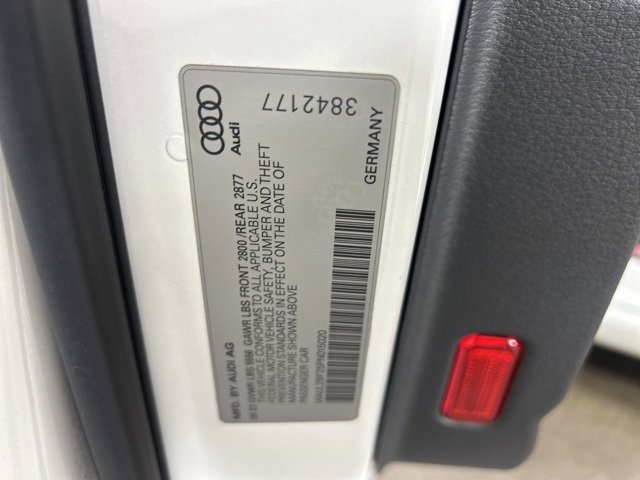 Audi
3842177
MFD. BY AUDI AG
GVWR LBS GAWR LBS FRONT 2800/REAR 2877
THIS VEHICLE CONFORMS TO ALL APPLICABLE U.S.
FEDERAL MOTOR VEHICLE SAFETY, BUMPER AND THEFT
PREVENTION STANDARDS IN EFFECT ON THE DATE OF
MANUFACTURE SHOWN ABOVE
PASSENGER CAR
GERMANY